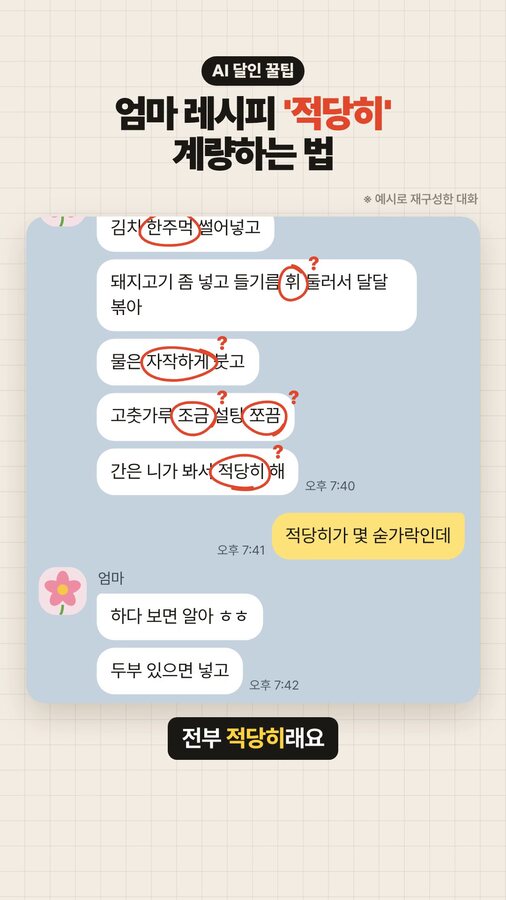 AI 달인 꿀팁
엄마 레시피 '적당히'
계량하는 법
※ 예시로 재구성한 대화
김치 한주먹 썰어넣고
돼지고기 좀 넣고 들기름 휘 둘러서 달달
볶아
?
물은 자작하게 붓고
?
고춧가루 조금 설탕 쪼끔
? ?
간은 니가 봐서 적당히 해
?
오후 7:40
적당히가 몇 숟가락인데
오후 7:41
엄마
하다 보면 알아 ㅎㅎ
두부 있으면 넣고
오후 7:42
전부 적당히래요